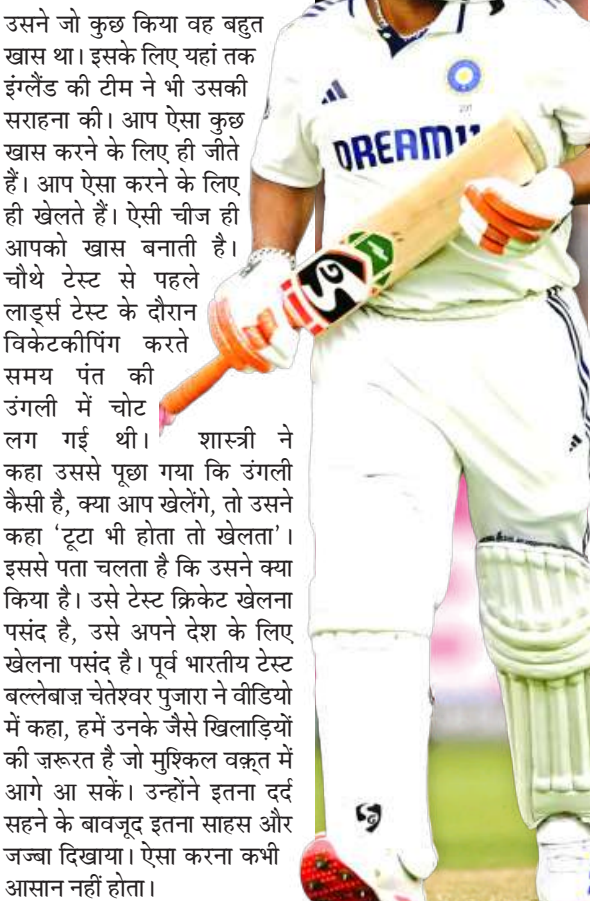 उसने जो कुछ किया वह बहुत
खास था। इसके लिए यहां तक
इंग्लैंड की टीम ने भी उसकी
सराहना की। आप ऐसा कुछ
खास करने के लिए ही जीते
हैं। आप ऐसा करने के लिए
ही खेलते हैं। ऐसी चीज ही
आपको खास बनाती है।
चौथे टेस्ट से पहले
लार्ड्स टेस्ट के दौरान
विकेटकीपिंग करते
समय पंत की
उंगली में चोट
लग गई थी। शास्त्री ने
कहा उससे पूछा गया कि उंगली
कैसी है, क्या आप खेलेंगे, तो उसने
कहा ‘टूटा भी होता तो खेलता’।
इससे पता चलता है कि उसने क्या
किया है। उसे टेस्ट क्रिकेट खेलना
पसंद है, उसे अपने देश के लिए
खेलना पसंद है। पूर्व भारतीय टेस्ट
बल्लेबाज़ चेतेश्वर पुजारा ने वीडियो
में कहा, हमें उनके जैसे खिलाड़ियों
की ज़रूरत है जो मुश्किल वक़्त में
आगे आ सकें। उन्होंने इतना दर्द
सहने के बावजूद इतना साहस और
जज्बा दिखाया। ऐसा करना कभी
आसान नहीं होता।
DREAM11
SG
SG